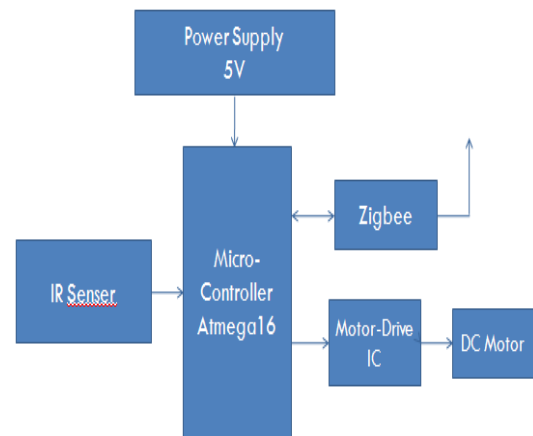 Power Supply
5V
Zigbee
Micro-
Controller
Atmega16
IR Senser
Motor-Drive
IC
DC Motor